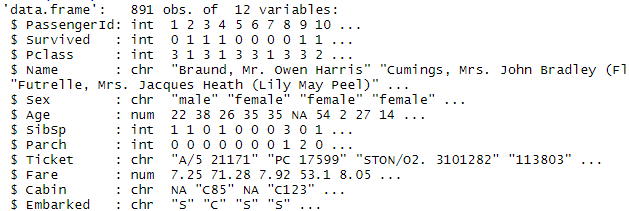 'data.frame':	891 obs. of  12 variables:
 $ PassengerId: int  1 2 3 4 5 6 7 8 9 10 ...
 $ Survived   : int  0 1 1 1 0 0 0 0 1 1 ...
 $ Pclass     : int  3 1 3 1 3 3 1 3 3 2 ...
 $ Name       : chr  "Braund, Mr. Owen Harris" "Cumings, Mrs. John Bradley (Fl
"Futrelle, Mrs. Jacques Heath (Lily May Peel)" ...
 $ Sex        : chr  "male" "female" "female" "female" ...
 $ Age        : num  22 38 26 35 35 NA 54 2 27 14 ...
 $ SibSp      : int  1 1 0 1 0 0 0 3 0 1 ...
 $ Parch      : int  0 0 0 0 0 0 0 1 2 0 ...
 $ Ticket     : chr  "A/5 21171" "PC 17599" "STON/O2. 3101282" "113803" ...
 $ Fare       : num  7.25 71.28 7.92 53.1 8.05 ...
 $ Cabin      : chr  NA "C85" NA "C123" ...
 $ Embarked   : chr  "S" "C" "S" "S" ...